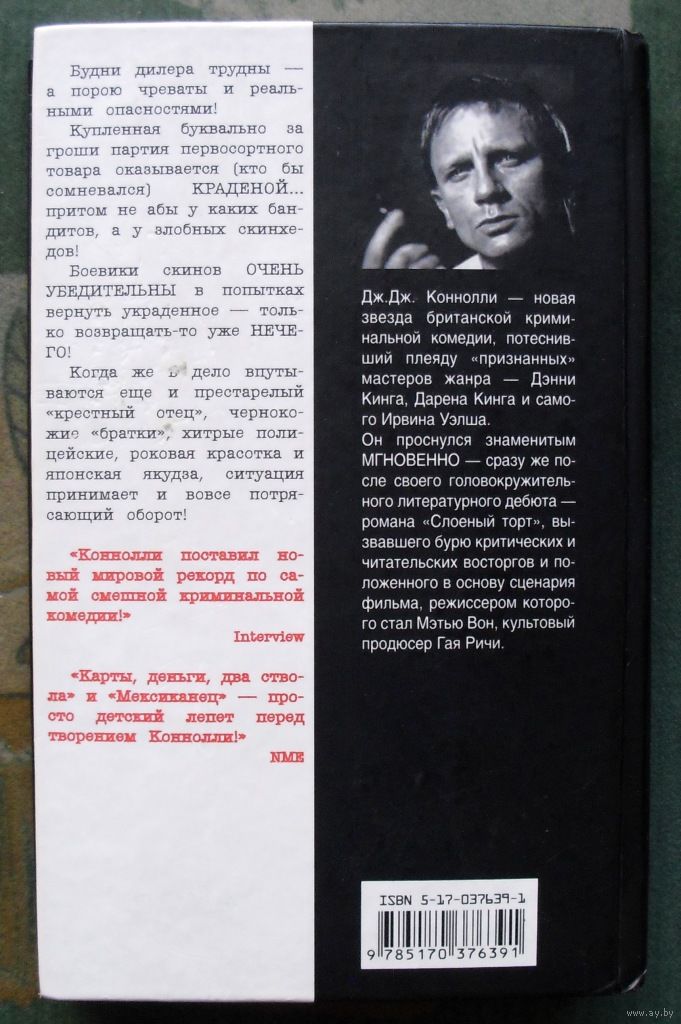 Будни дилера трудны —
а порою чреваты и реаль-
ными опасностями!
Купленная буквально за
гроши партия первосортного
товара оказывается (кто бы
сомневался) КРАДЕНОЙ...
притом не абы у каких бан-
дитов, а у злобных скинхе-
дов!
Боевики скинов ОЧЕНЬ
УБЕДИТЕЛЬНЫ в попытках
вернуть украденное — толь-
ко возвращать-то уже НЕЧЕ-
ГО!
Когда же в дело впуты-
ваются еще и престарелый
«крестный отец», черноко-
жие «братки», хитрые поли-
цейские, роковая красотка и
японская якудза, ситуация
принимает и вовсе потря-
сающий оборот!
«Коннолли поставил но-
вый мировой рекорд по са-
мой смешной криминальной
комедии!»
Interview
«Карты, деньги, два ство-
ла» и «Мексиканец» — про-
сто детский лепет перед
творением Коннолли!»
NME
Дж.Дж. Коннолли — новая
звезда британской крими-
нальной комедии, потеснив-
ший плеяду «признанных»
мастеров жанра — Дэнни
Кинга, Дарена Кинга и само-
го Ирвина Уэлша.
Он проснулся знаменитым
МГНОВЕННО — сразу же по-
сле своего головокружитель-
ного литературного дебюта —
романа «Слоеный торт», вы-
звавшего бурю критических и
читательских восторгов и по-
ложенного в основу сценария
фильма, режиссером которо-
го стал Мэтью Вон, культовый
продюсер Гая Ричи.
ISBN 5-17-037639-1
9 785170 376391
www.ay.by